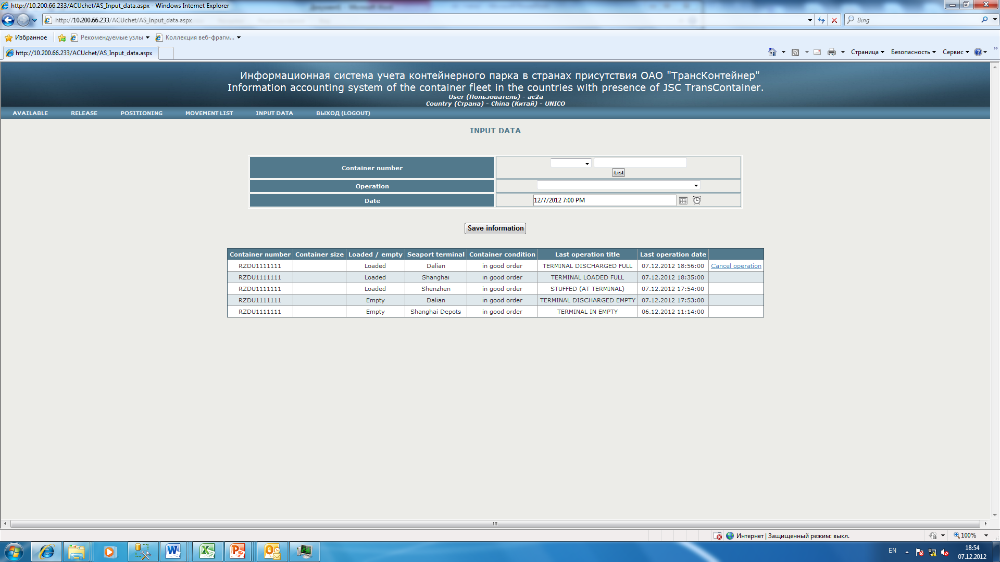 http://10.200.66.233/ACUchet/AS_Input_data.aspx - Windows Internet Explorer
http://10.200.66.233/ACUchet/AS_Input_data.aspx
Bing
Избранное Рекомендуемые узлы Коллекция веб-фрагм...
http://10.200.66.233/ACUchet/AS_Input_data.aspx
Страница Безопасность Сервис
Информационная система учета контейнерного парка в странах присутствия ОАО "ТрансКонтейнер"
Information accounting system of the container fleet in the countries with presence of JSC TransContainer.
User (Пользователь) - ac2a
Country (Страна) - China (Китай) - UNICO
AVAILABLE RELEASE POSITIONING MOVEMENT LIST INPUT DATA ВЫХОД (LOGOUT)
INPUT DATA
Container number
List
Operation
Date 12/7/2012 7:00 PM
Save information
Container number Container size Loaded / empty Seaport terminal Container condition Last operation title Last operation date
RZDU1111111 Loaded Dalian in good order TERMINAL DISCHARGED FULL 07.12.2012 18:56:00 Cancel operation
RZDU1111111 Loaded Shanghai in good order TERMINAL LOADED FULL 07.12.2012 18:35:00
RZDU1111111 Loaded Shenzhen in good order STUFFED (AT TERMINAL) 07.12.2012 17:54:00
RZDU1111111 Empty Dalian in good order TERMINAL DISCHARGED EMPTY 07.12.2012 17:53:00
RZDU1111111 Empty Shanghai Depots in good order TERMINAL IN EMPTY 06.12.2012 11:14:00
Интернет | Защищенный режим: выкл.
100%
EN
18:54
07.12.2012